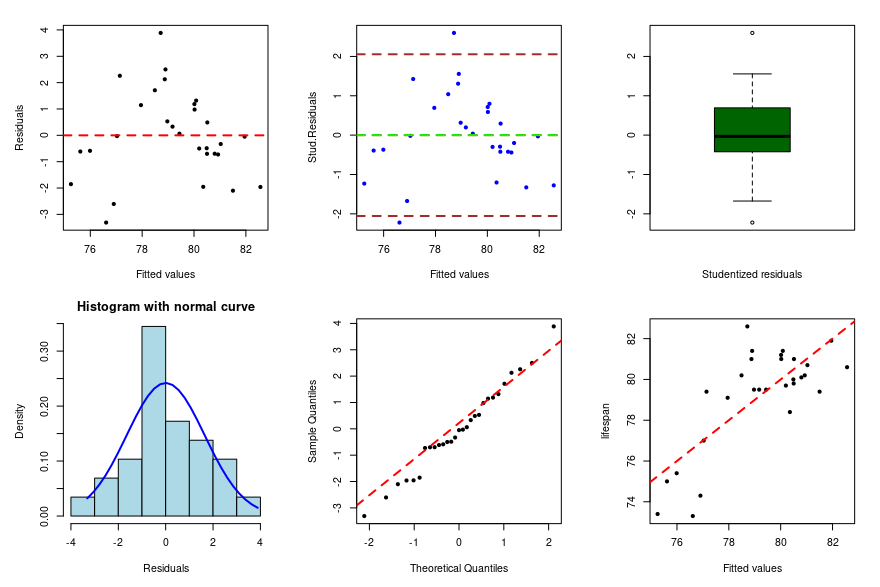 Residuals
-3 -2 -1 0 1 2 3 4
76 78 80 82
Fitted values
Stud.Residuals
-2 -1 0 1 2
76 78 80 82
Fitted values
-2 -1 0 1 2
Studentized residuals
Histogram with normal curve
Density
0.00 0.10 0.20 0.30
-4 -2 0 2 4
Residuals
Sample Quantiles
-3 -2 -1 0 1 2 3 4
-2 -1 0 1 2
Theoretical Quantiles
lifespan
74 76 78 80 82
76 78 80 82
Fitted values